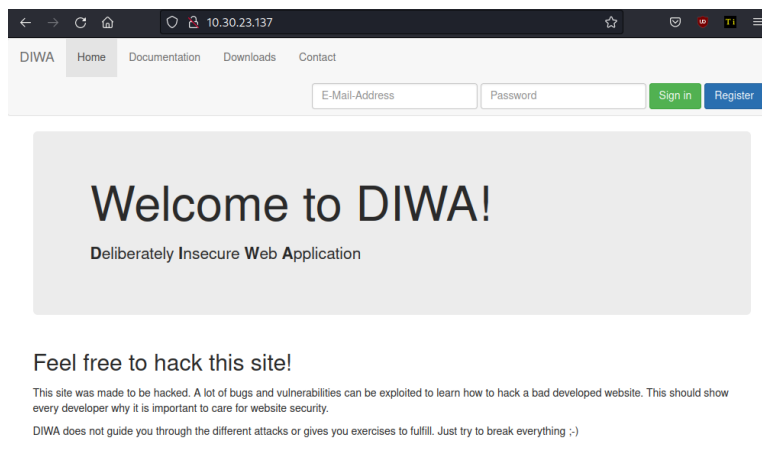 10.30.23.137
DIWA Home Documentation Downloads Contact
E-Mail-Address Password Sign in Register
Welcome to DIWA!
Deliberately Insecure Web Application
Feel free to hack this site!
This site was made to be hacked. A lot of bugs and vulnerabilities can be exploited to learn how to hack a bad developed website. This should show
every developer why it is important to care for website security.
DIWA does not guide you through the different attacks or gives you exercises to fulfill. Just try to break everything ;-)